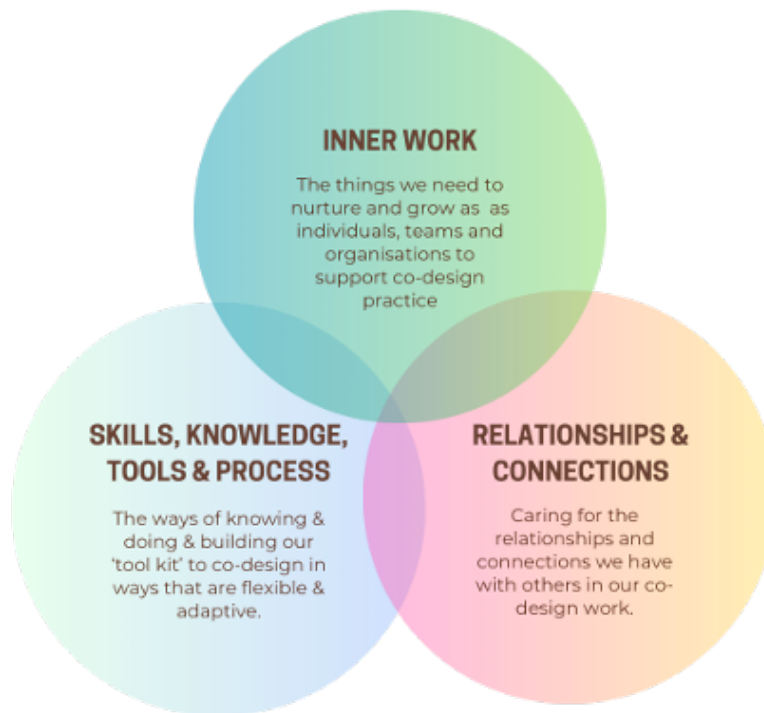 INNER WORK
The things we need to
nurture and grow as as
individuals, teams and
organisations to
support co-design
practice
SKILLS, KNOWLEDGE,
TOOLS & PROCESS
The ways of knowing &
doing & building our
'tool kit' to co-design in
ways that are flexible &
adaptive.
RELATIONSHIPS &
CONNECTIONS
Caring for the
relationships and
connections we have
with others in our co-
design work.